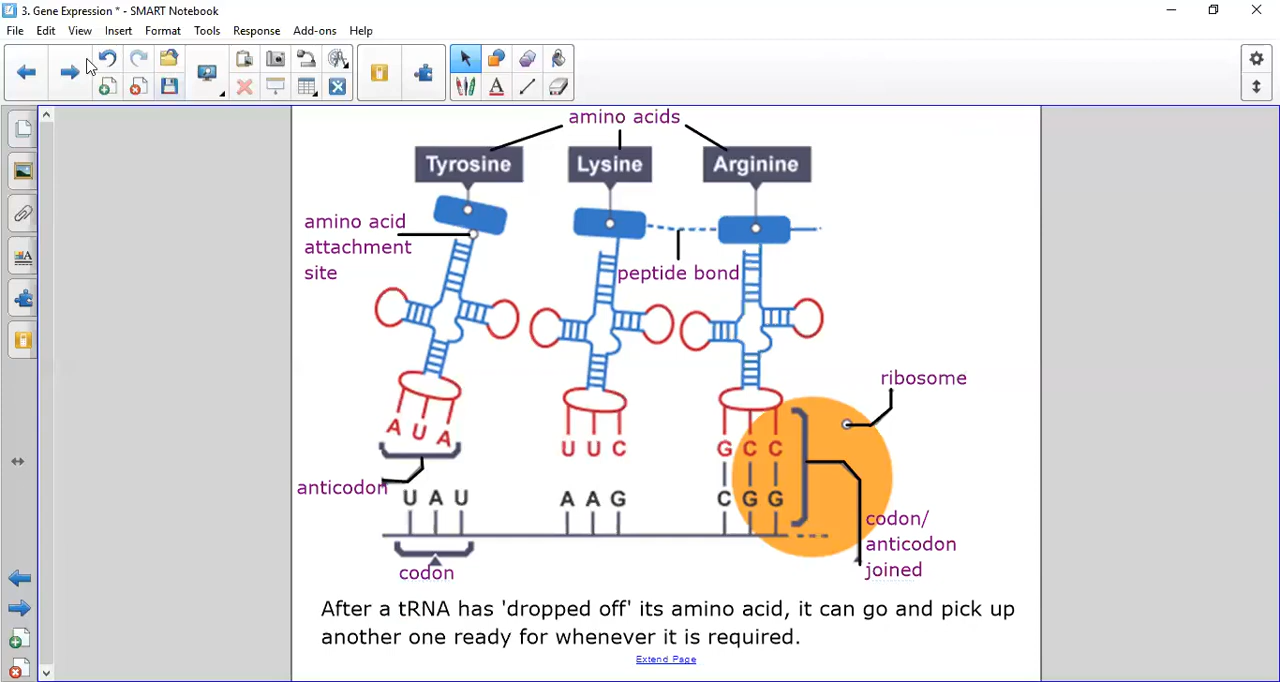 3. Gene Expression * - SMART Notebook
File Edit View Insert Format Tools Response Add-ons Help
amino acids
Tyrosine Lysine Arginine
amino acid
attachment
site
peptide bond
ribosome
A U A U U C G C C
anticodon
U A U A A G C G G
codon/
anticodon
joined
codon
After a tRNA has 'dropped off' its amino acid, it can go and pick up
another one ready for whenever it is required.
Extend Page